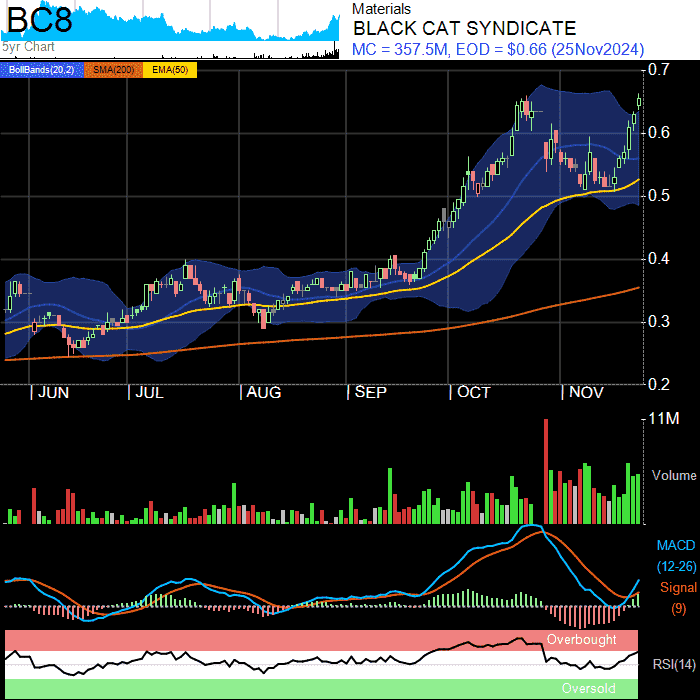 BC8
5yr Chart
Materials
BLACK CAT SYNDICATE
MC = 357.5M, EOD = $0.66 (25Nov2024)
BollBands(20,2) SMA(200) EMA(50)
0.7
0.6
0.5
0.4
0.3
0.2
| JUN | JUL | AUG | SEP | OCT | NOV
11M
Volume
MACD
(12-26)
Signal
(9)
Overbought
RSI(14)
Oversold